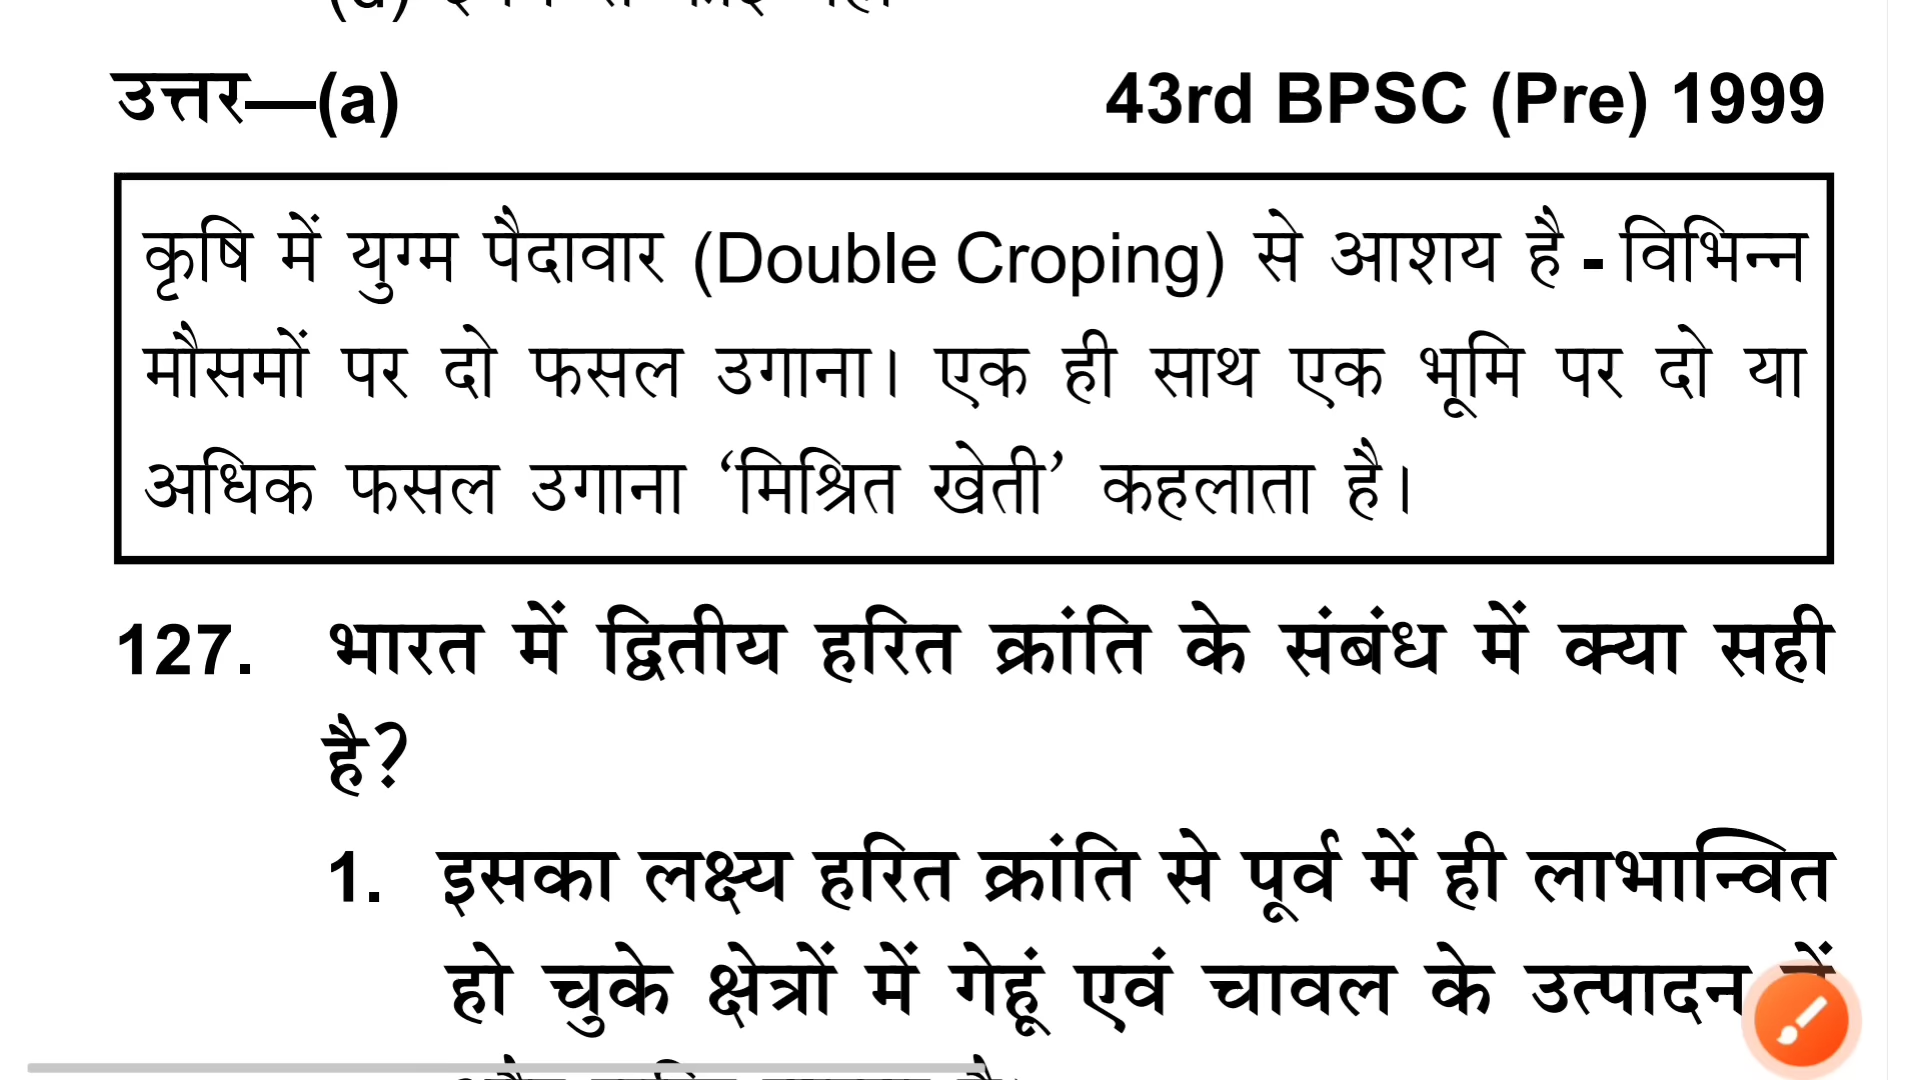 उत्तर—(a) 43rd BPSC (Pre) 1999
कृषि में युग्म पैदावार (Double Croping) से आशय है - विभिन्न
मौसमों पर दो फसल उगाना। एक ही साथ एक भूमि पर दो या
अधिक फसल उगाना ‘मिश्रित खेती’ कहलाता है।
127. भारत में द्वितीय हरित क्रांति के संबंध में क्या सही
है?
1. इसका लक्ष्य हरित क्रांति से पूर्व में ही लाभान्वित
हो चुके क्षेत्रों में गेहूं एवं चावल के उत्पादन